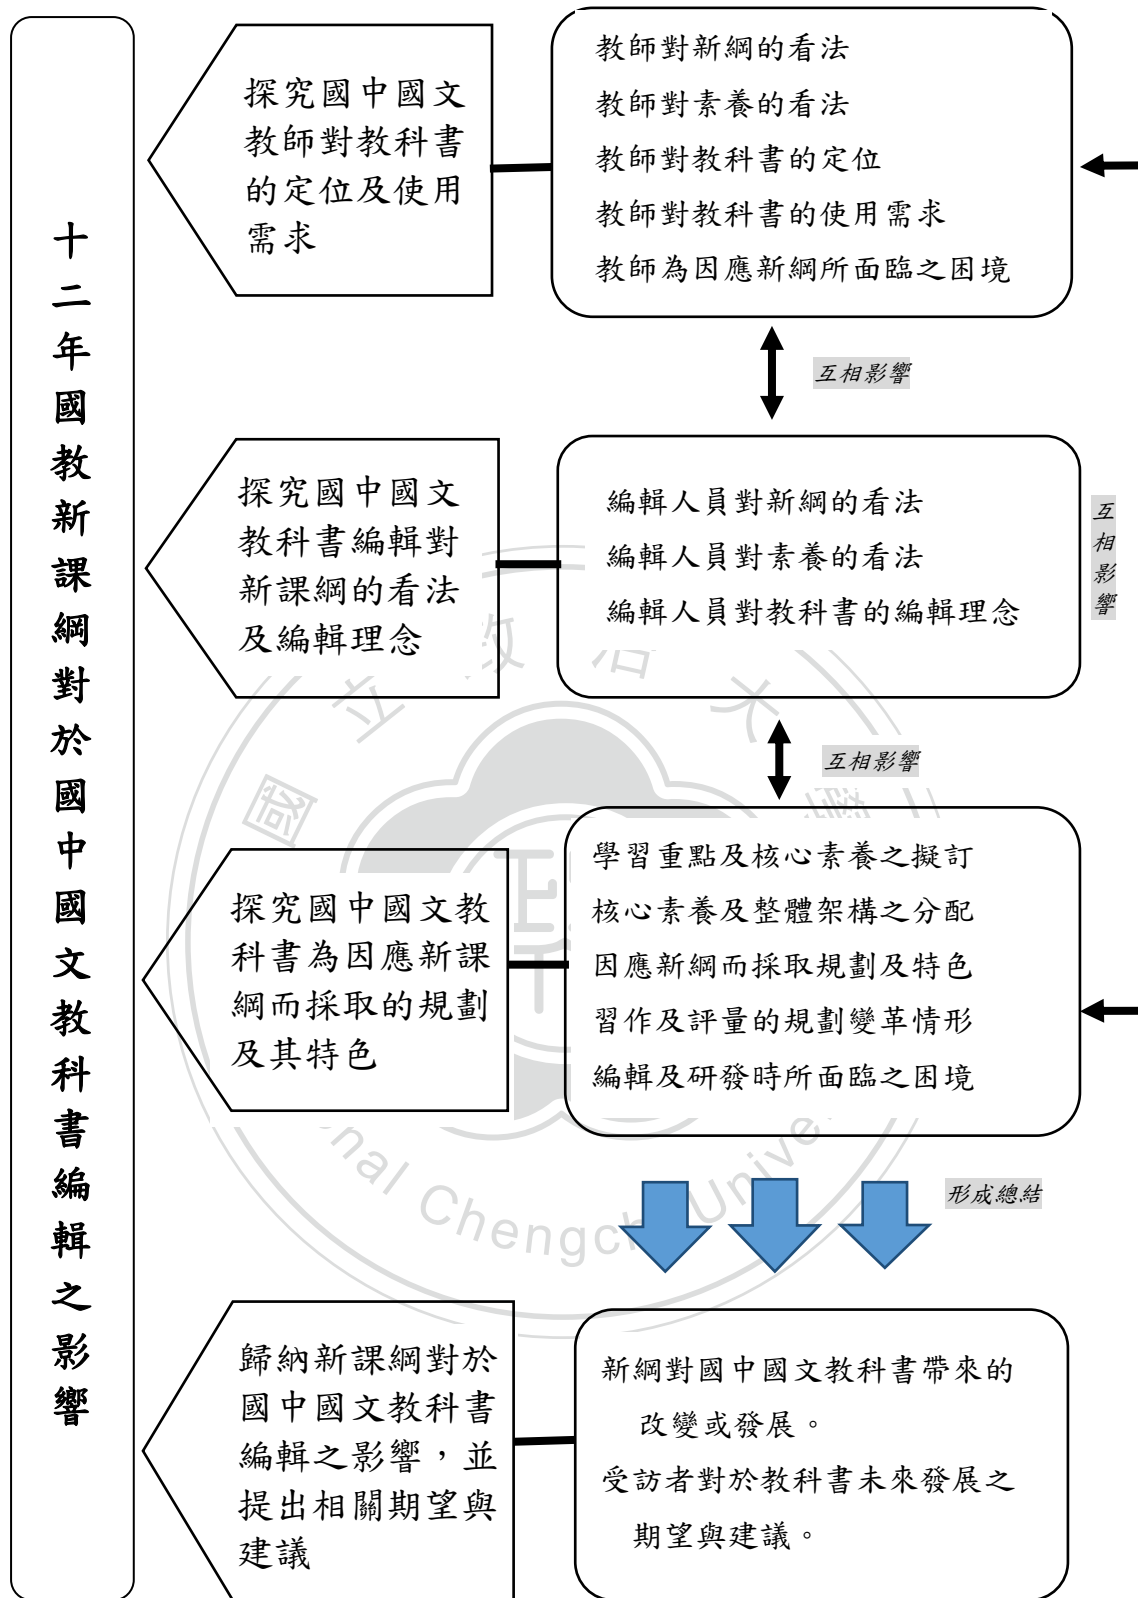 十二年國教新課綱對於國中國文教科書編輯之影響
探究國中國文
教師對教科書
的定位及使用
需求
教師對新綱的看法
教師對素養的看法
教師對教科書的定位
教師對教科書的使用需求
教師為因應新綱所面臨之困境
互相影響
探究國中國文
教科書編輯對
新課綱的看法
及編輯理念
編輯人員對新綱的看法
編輯人員對素養的看法
編輯人員對教科書的編輯理念
互相影響
互相影響
探究國中國文教
科書為因應新課
綱而採取的規劃
及其特色
學習重點及核心素養之擬訂
核心素養及整體架構之分配
因應新綱而採取規劃及特色
習作及評量的規劃變革情形
編輯及研發時所面臨之困境
形成總結
歸納新課綱對於
國中國文教科書
編輯之影響，並
提出相關期望與
建議
新綱對國中國文教科書帶來的
改變或發展。
受訪者對於教科書未來發展之
期望與建議。
國立政治大學
Chengch